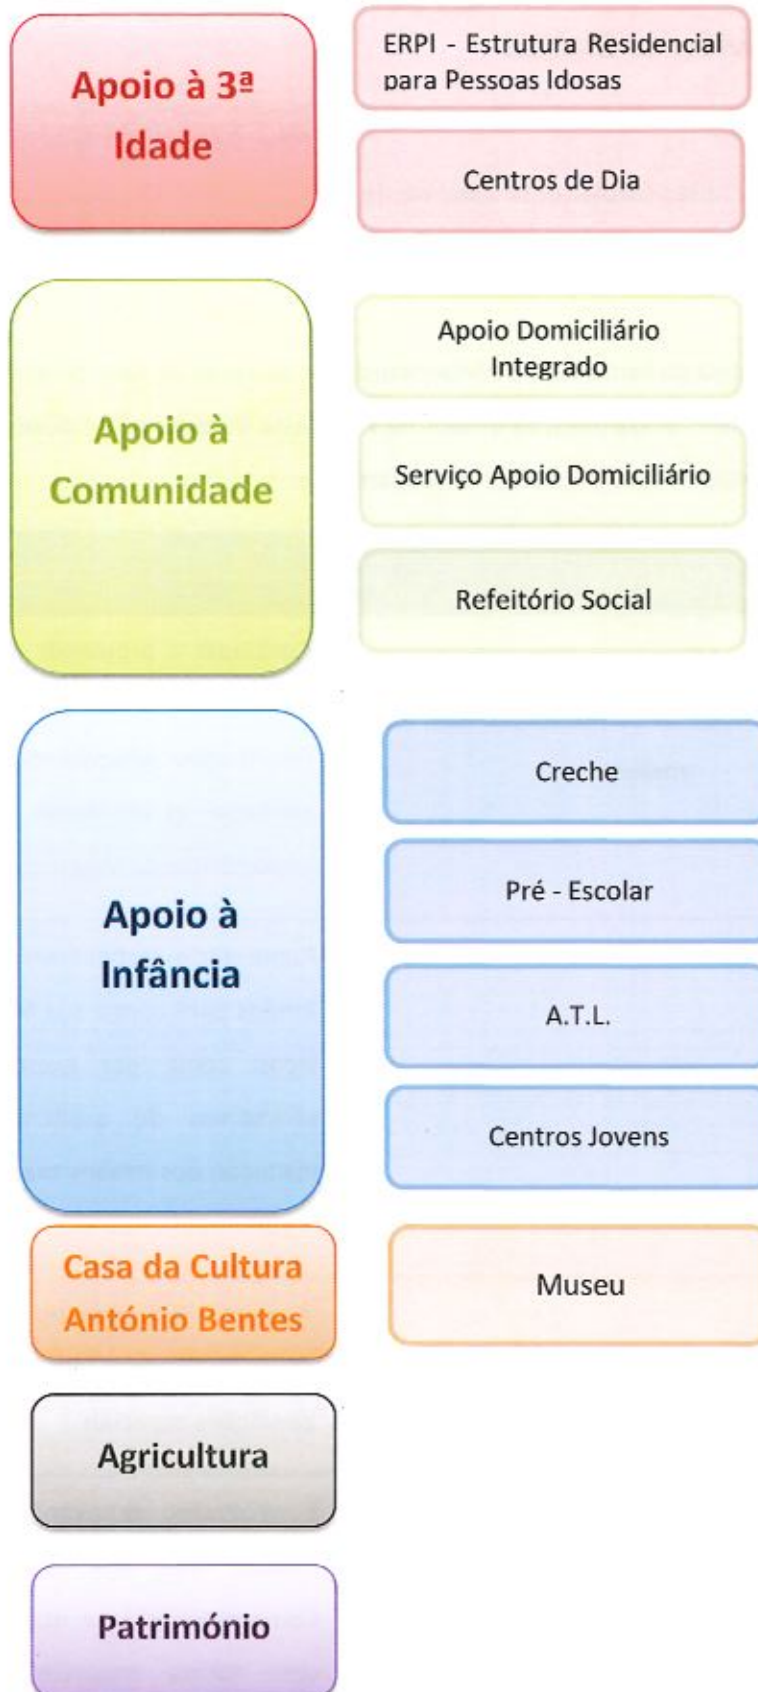 Apoio à 3ª
Idade
ERPI - Estrutura Residencial
para Pessoas Idosas
Centros de Dia
Apoio à
Comunidade
Apoio Domiciliário
Integrado
Serviço Apoio Domiciliário
Refeitório Social
Apoio à
Infância
Creche
Pré - Escolar
A.T.L.
Centros Jovens
Casa da Cultura
António Bentes
Museu
Agricultura
Património